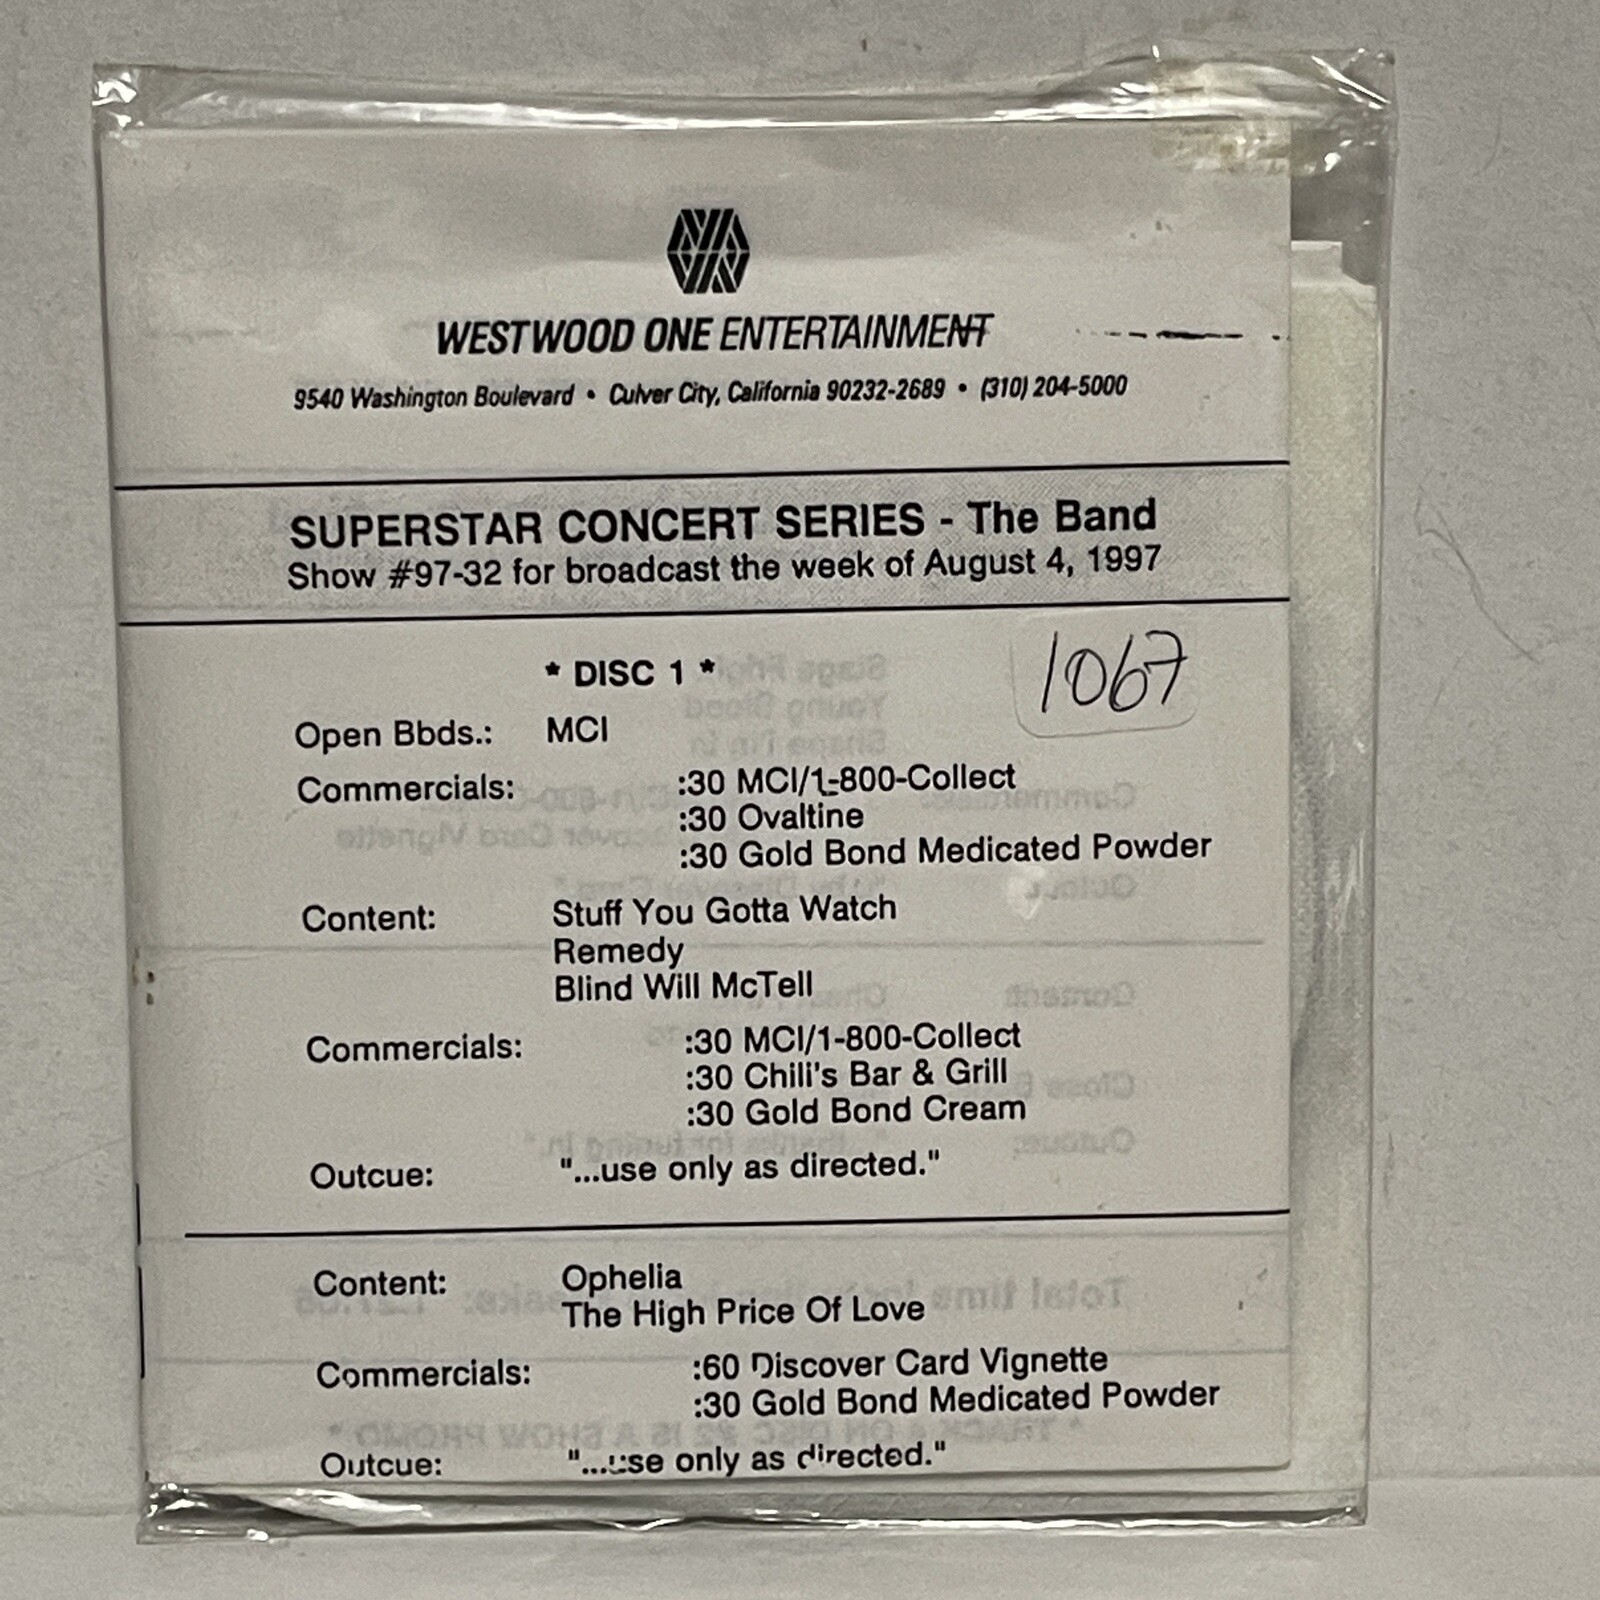 WESTWOOD ONE ENTERTAINMENT
9540 Washington Boulevard • Culver City, California 90232-2689 • (310) 204-5000
SUPERSTAR CONCERT SERIES - The Band
Show #97-32 for broadcast the week of August 4, 1997
* DISC 1 *
1067
Open Bbds.: MCI
Commercials: :30 MCI/1-800-Collect
:30 Ovaltine
:30 Gold Bond Medicated Powder
Content: Stuff You Gotta Watch
Remedy
Blind Will McTell
Commercials: :30 MCI/1-800-Collect
:30 Chili's Bar & Grill
:30 Gold Bond Cream
Outcue: "...use only as directed."
Content: Ophelia
The High Price Of Love
Commercials: :60 Discover Card Vignette
:30 Gold Bond Medicated Powder
Outcue: "...use only as directed."